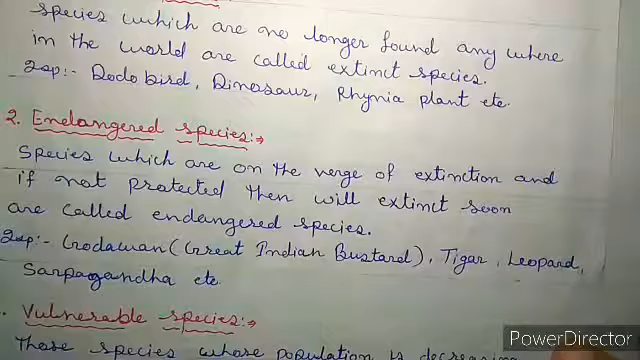 species which are no longer found any where
in the world are called extinct species.
Exp:- Dodo bird, Dinosaur, Rhynia plant etc.
2. Endangered species:→
Species which are on the verge of extinction and
if not protected then will extinct soon
are called endangered species.
Exp:- Godawan (Great Indian Bustard), Tigar, Leopard,
Sarpagandha etc.
. Vulnerable species:→
Those species whose population is decreasing
PowerDirector